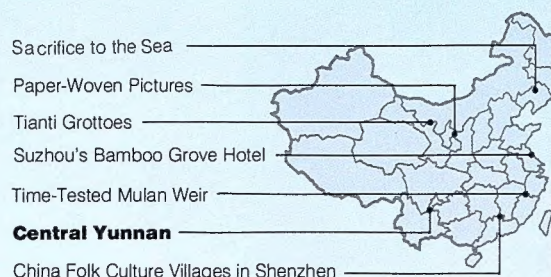 Sacrifice to the Sea
Paper-Woven Pictures
Tianti Grottoes
Suzhou's Bamboo Grove Hotel
Time-Tested Mulan Weir
Central Yunnan
China Folk Culture Villages in Shenzhen